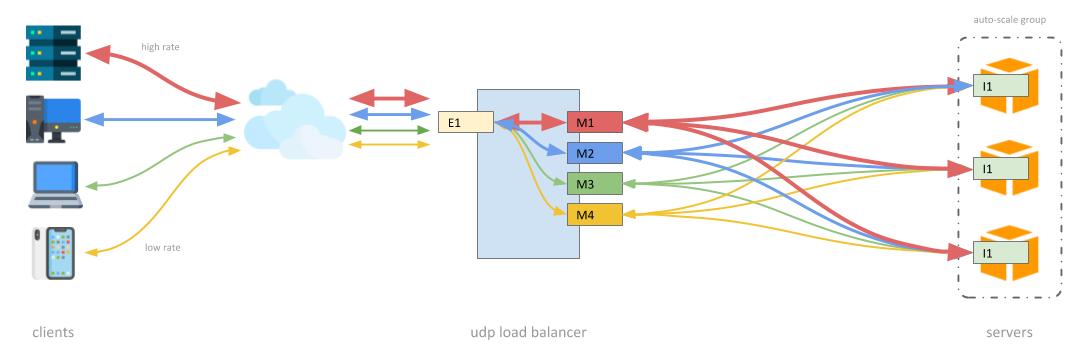 auto-scale group
high rate
I1
E1
M1
M2
M3
I1
M4
low rate
I1
clients
udp load balancer
servers